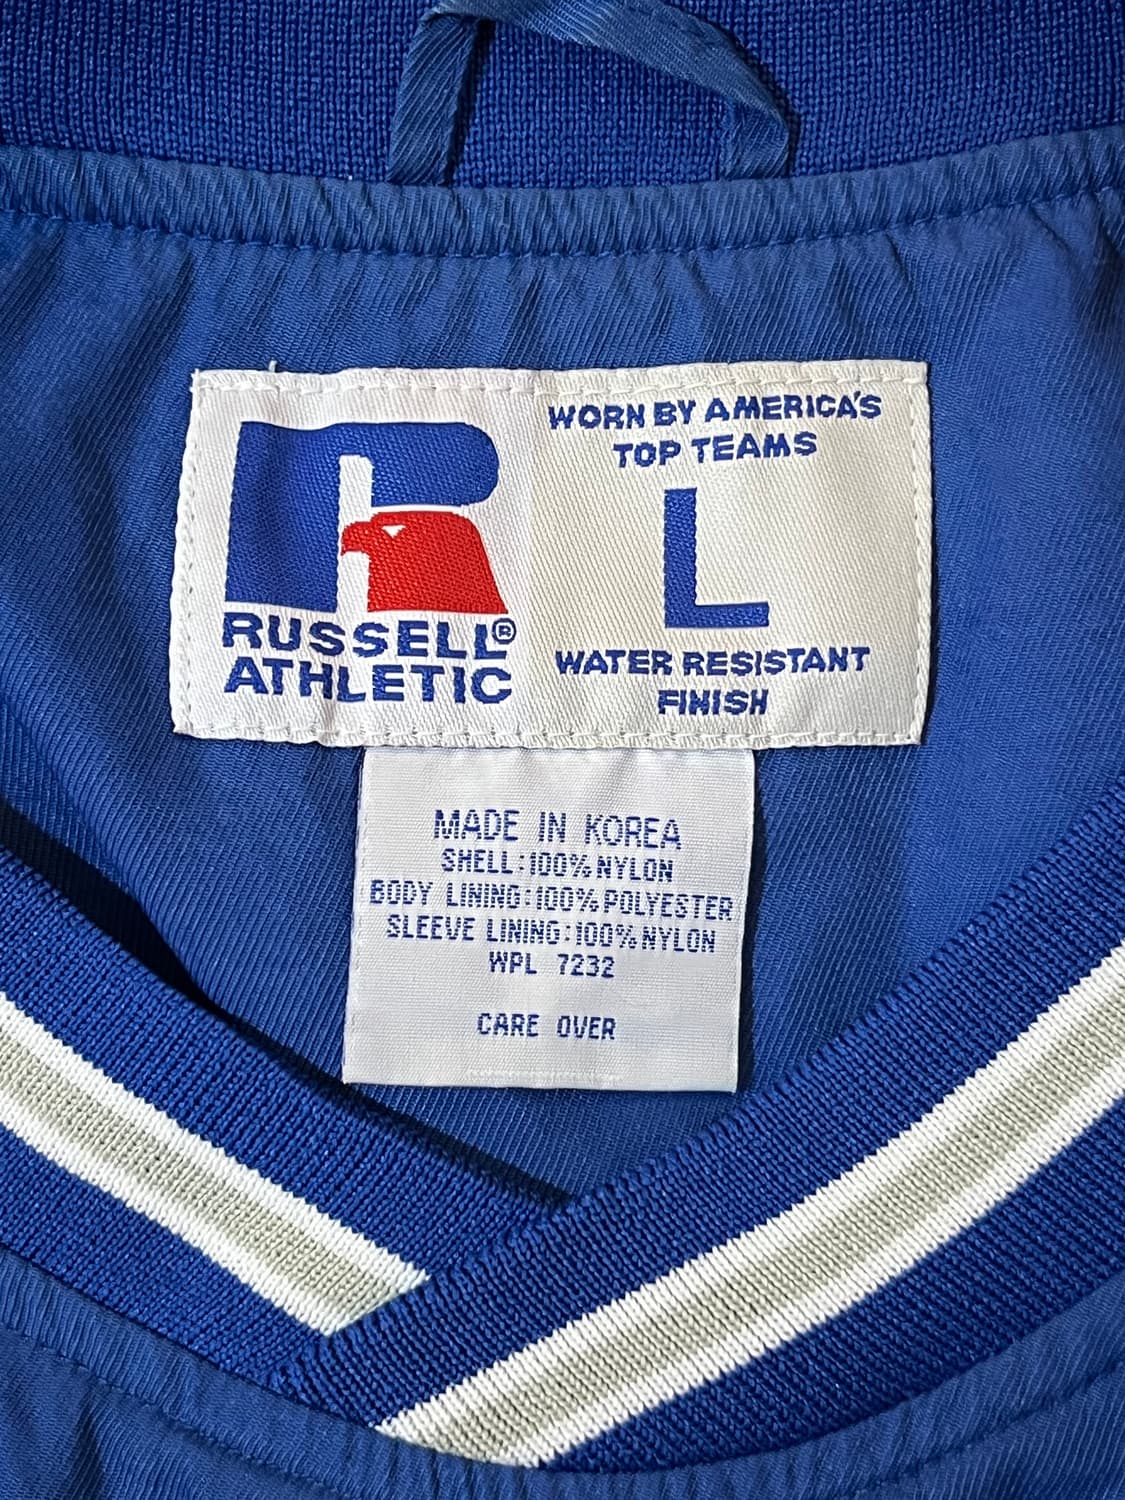 RUSSELL®
ATHLETIC
WORN BY AMERICA'S
TOP TEAMS
L
WATER RESISTANT
FINISH
MADE IN KOREA
SHELL:100% NYLON
BODY LINING:100% POLYESTER
SLEEVE LINING:100% NYLON
WPL 7232
CARE OVER